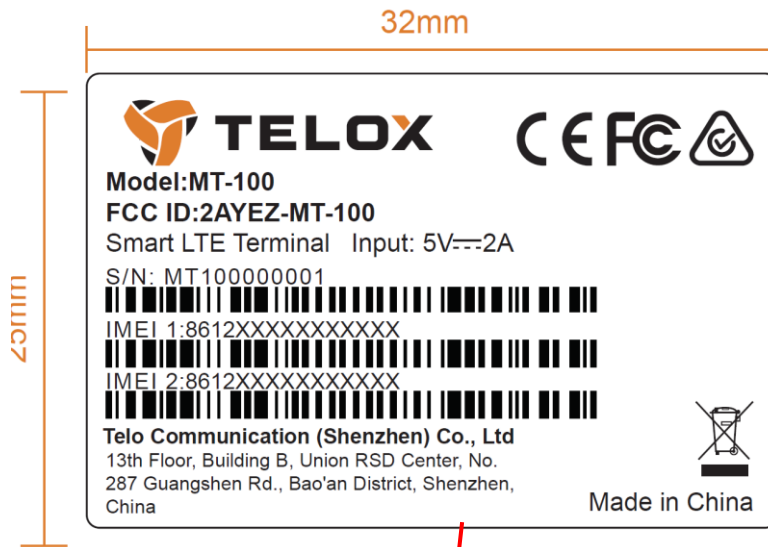 32mm
25mm
TELOX
CE FC
Model:MT-100
FCC ID:2AYEZ-MT-100
Smart LTE Terminal Input: 5V⎓2A
S/N: MT100000001
IMEI 1:8612XXXXXXXXXXX
IMEI 2:8612XXXXXXXXXXX
Telo Communication (Shenzhen) Co., Ltd
13th Floor, Building B, Union RSD Center, No.
287 Guangshen Rd., Bao'an District, Shenzhen,
China
Made in China